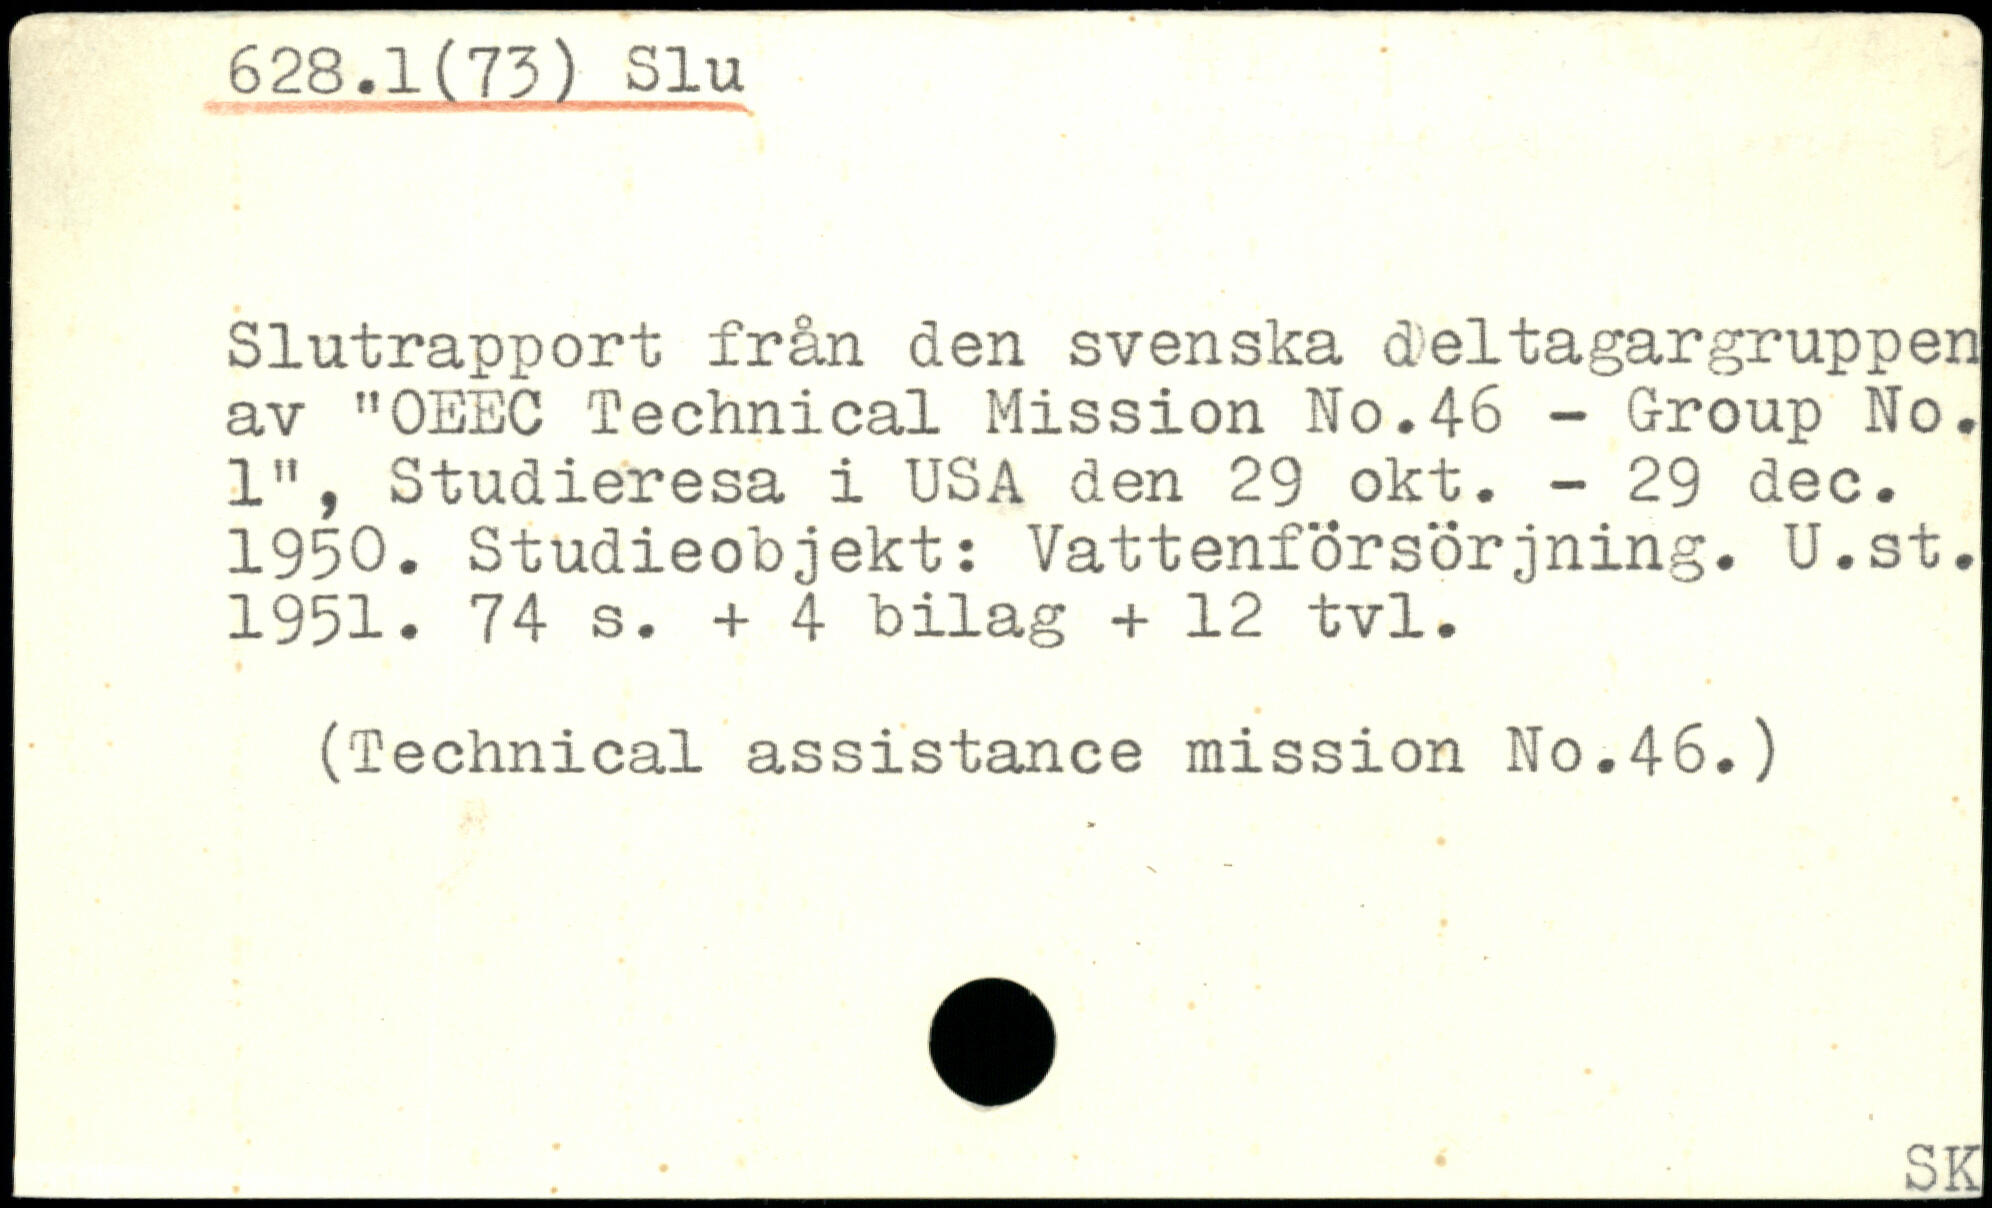 628.1(73) Slu
Slutrapport från den svenska deltagargruppen
av "OEEC Technical Mission No.46 - Group No.
1", Studieresa i USA den 29 okt. - 29 dec.
1950. Studieobjekt: Vattenförsörjning. U.st.
1951. 74 s. + 4 bilag + 12 tvl.
(Technical assistance mission No.46.)
SK